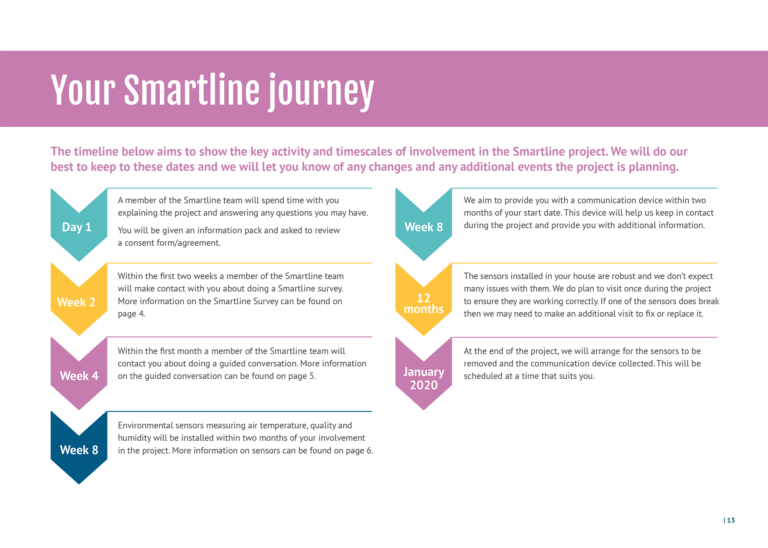 Your Smartline journey
The timeline below aims to show the key activity and timescales of involvement in the Smartline project. We will do our
best to keep to these dates and we will let you know of any changes and any additional events the project is planning.
Day 1
A member of the Smartline team will spend time with you
explaining the project and answering any questions you may have.
You will be given an information pack and asked to review
a consent form/agreement.
Week 2
Within the first two weeks a member of the Smartline team
will make contact with you about doing a Smartline survey.
More information on the Smartline Survey can be found on
page 4.
Week 4
Within the first month a member of the Smartline team will
contact you about doing a guided conversation. More information
on the guided conversation can be found on page 5.
Week 8
Environmental sensors measuring air temperature, quality and
humidity will be installed within two months of your involvement
in the project. More information on sensors can be found on page 6.
Week 8
We aim to provide you with a communication device within two
months of your start date. This device will help us keep in contact
during the project and provide you with additional information.
12
months
The sensors installed in your house are robust and we don't expect
many issues with them. We do plan to visit once during the project
to ensure they are working correctly. If one of the sensors does break
then we may need to make an additional visit to fix or replace it.
January
2020
At the end of the project, we will arrange for the sensors to be
removed and the communication device collected. This will be
scheduled at a time that suits you.
| 13